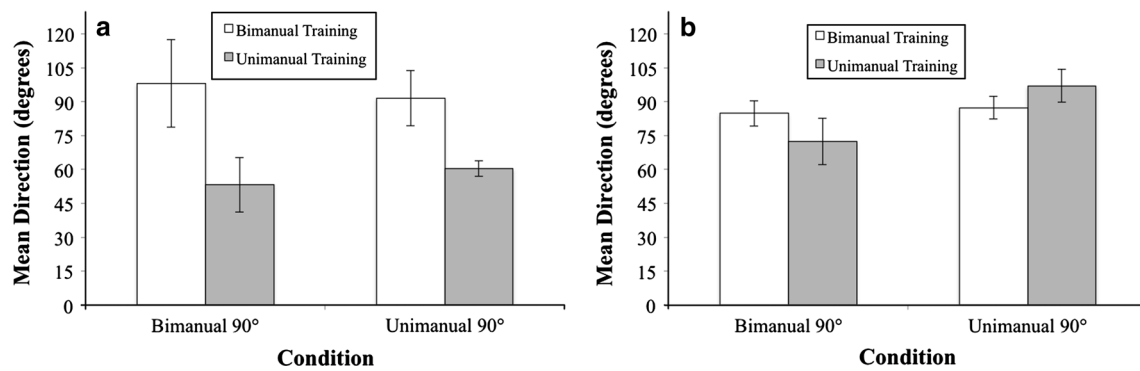 a
Bimanual Training
Unimanual Training
Mean Direction (degrees)
120
105
90
75
60
45
30
15
0
Bimanual 90°
Unimanual 90°
Condition
b
Bimanual Training
Unimanual Training
Mean Direction (degrees)
120
105
90
75
60
45
30
15
0
Bimanual 90°
Unimanual 90°
Condition